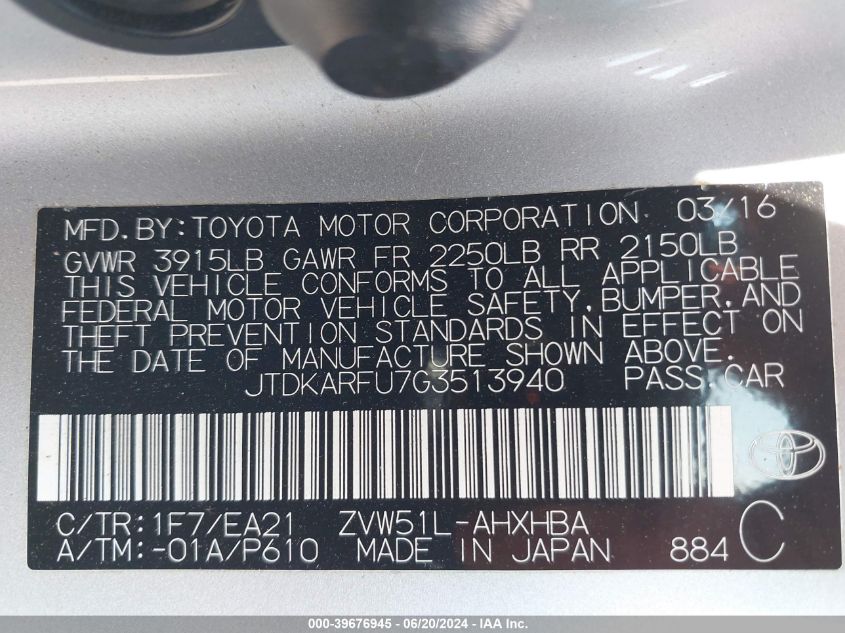 MFD.BY:TOYOTA MOTOR CORPORATION 03/16
GVWR 3915LB GAWR FR 2250LB RR 2150LB
THIS VEHICLE CONFORMS TO ALL APPLICABLE
FEDERAL MOTOR VEHICLE SAFETY,BUMPER,AND
THEFT PREVENTION STANDARDS IN EFFECT ON
THE DATE OF MANUFACTURE SHOWN ABOVE.
JTDKARFU7G3513940 PASS.CAR
C/TR:1F7/EA21 ZVW51L-AHXHBA
A/TM:-01A/P610 MADE IN JAPAN 884 C
000-39676945 - 06/20/2024 - IAA Inc.